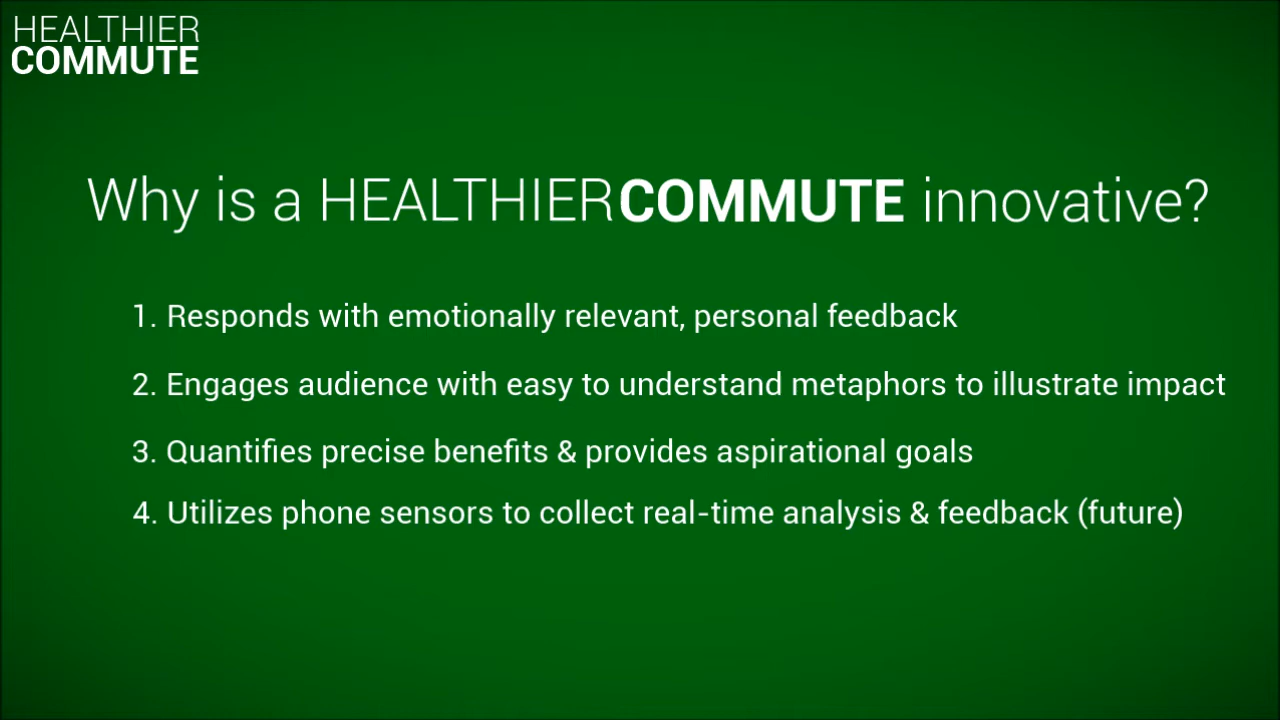 HEALTHIER
COMMUTE
Why is a HEALTHIERCOMMUTE innovative?
1. Responds with emotionally relevant, personal feedback
2. Engages audience with easy to understand metaphors to illustrate impact
3. Quantifies precise benefits & provides aspirational goals
4. Utilizes phone sensors to collect real-time analysis & feedback (future)